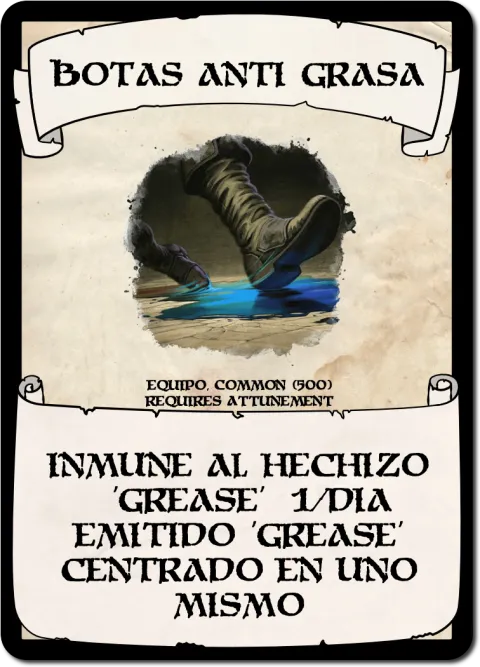 BOTAS ANTI GRASA
EQUIPO, COMMON (500)
REQUIRES ATTUNEMENT
INMUNE AL HECHIZO
'GREASE' 1/DIA
EMITIDO 'GREASE'
CENTRADO EN UNO
MISMO